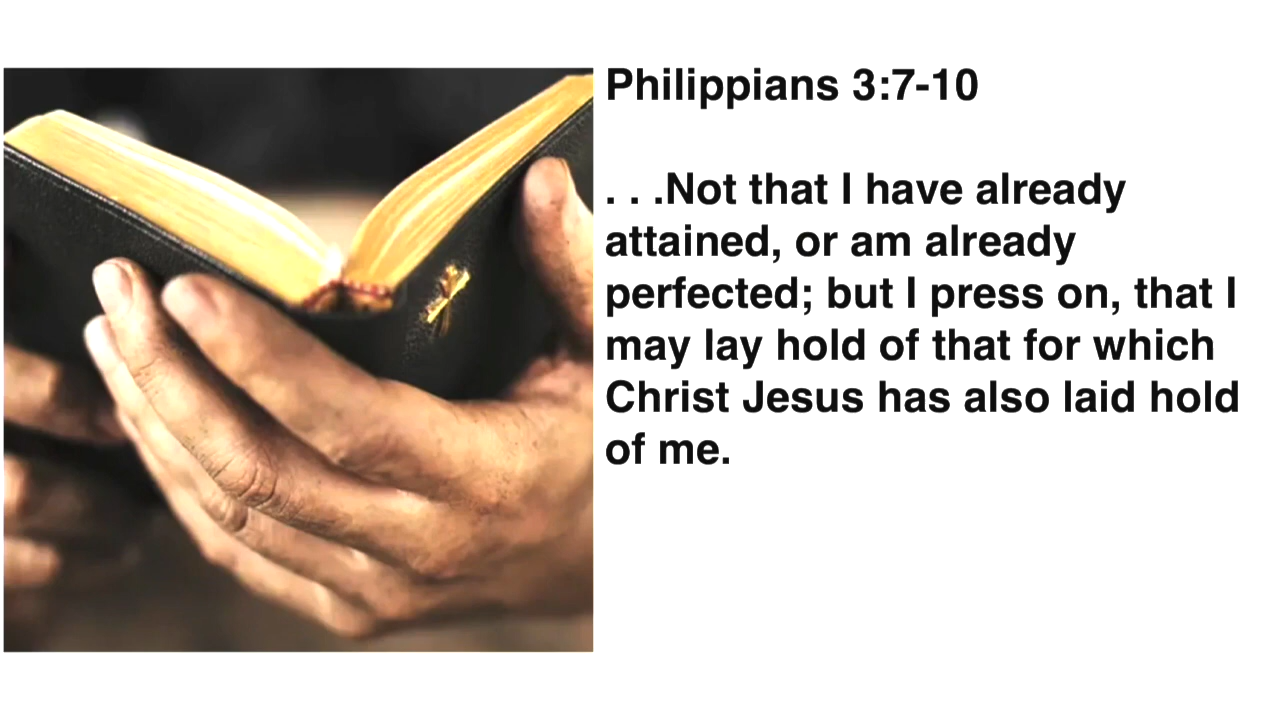 Philippians 3:7-10
. . .Not that I have already
attained, or am already
perfected; but I press on, that I
may lay hold of that for which
Christ Jesus has also laid hold
of me.